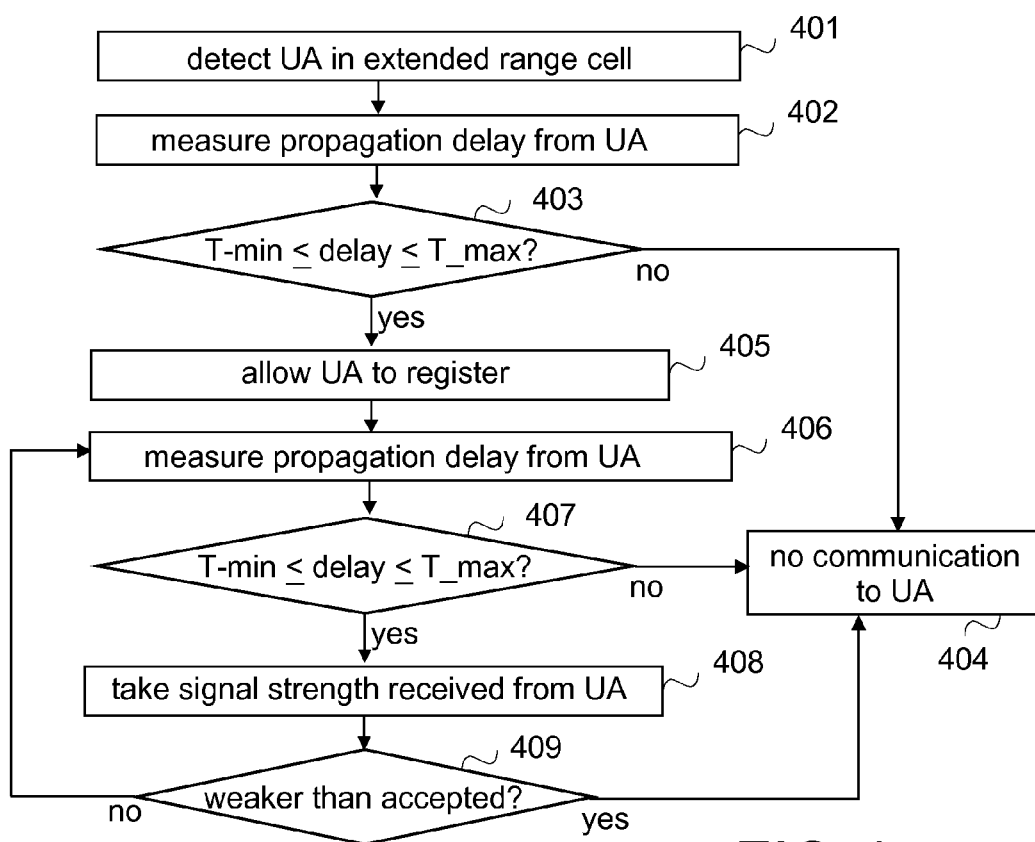 401
detect UA in extended range cell
402
measure propagation delay from UA
403
T-min ≤ delay ≤ T_max?
no
yes
405
allow UA to register
406
measure propagation delay from UA
407
T-min ≤ delay ≤ T_max?
no
no communication
to UA
404
yes
408
take signal strength received from UA
409
weaker than accepted?
no
yes